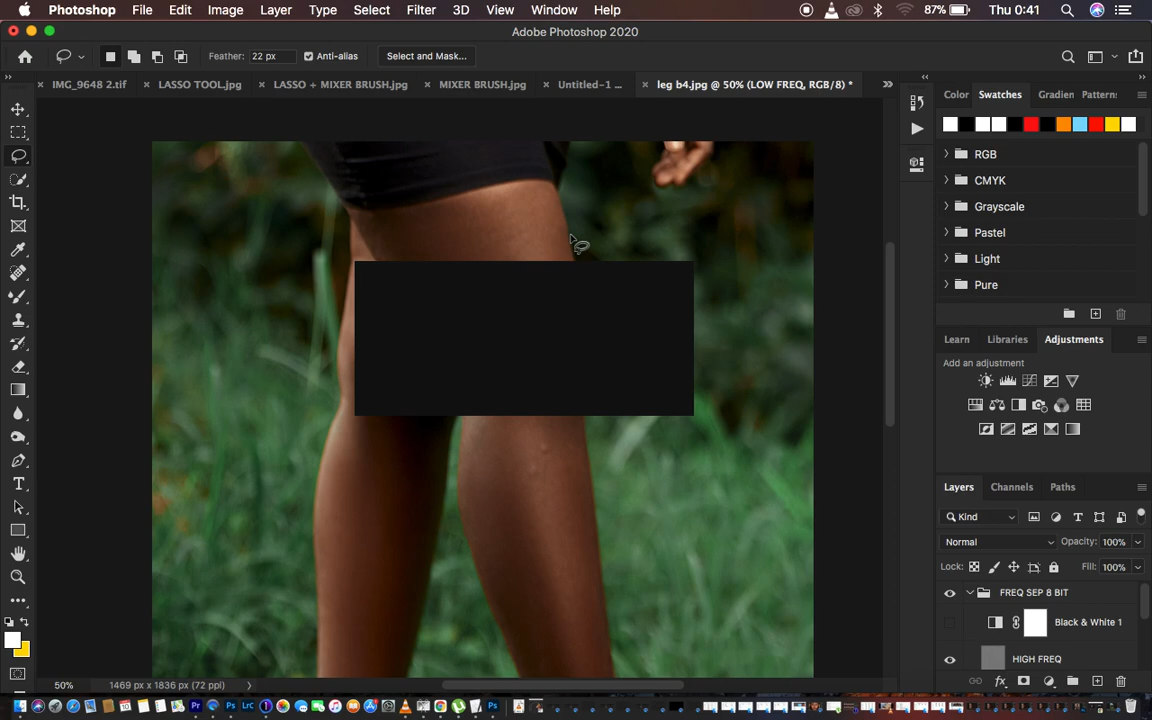 Photoshop File Edit Image Layer Type Select Filter 3D View Window Help 87% Thu 0:41
Adobe Photoshop 2020
Feather: 22 px Anti-alias Select and Mask...
IMG_9648 2.tif LASSO TOOL.jpg LASSO + MIXER BRUSH.jpg MIXER BRUSH.jpg Untitled-1 ... leg b4.jpg @ 50% (LOW FREQ, RGB/8) *
Color Swatches Gradien Pattern:
RGB
CMYK
Grayscale
Pastel
Light
Pure
Learn Libraries Adjustments
Add an adjustment
Layers Channels Paths
Kind
Normal Opacity: 100%
Lock: Fill: 100%
FREQ SEP 8 BIT
Black & White 1
HIGH FREQ
50% 1469 px x 1836 px (72 ppi)